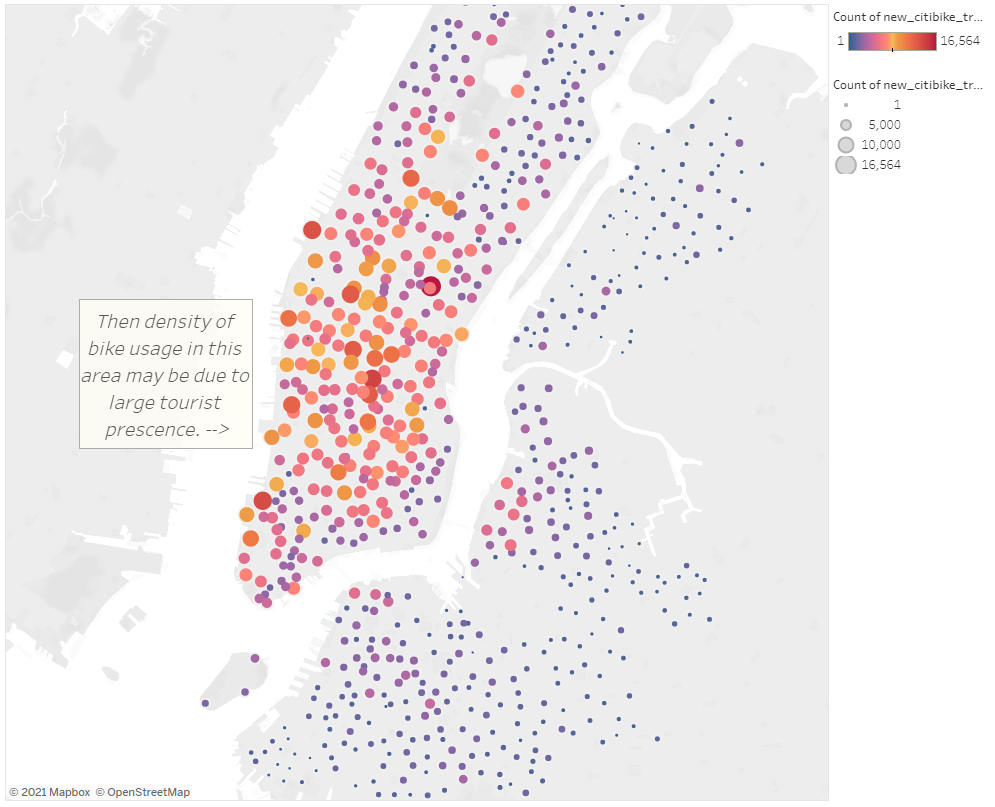 Count of new_citibike_tr...
1 16,564
Count of new_citibike_tr...
1
5,000
10,000
16,564
Then density of
bike usage in this
area may be due to
large tourist
prescence. -->
© 2021 Mapbox © OpenStreetMap